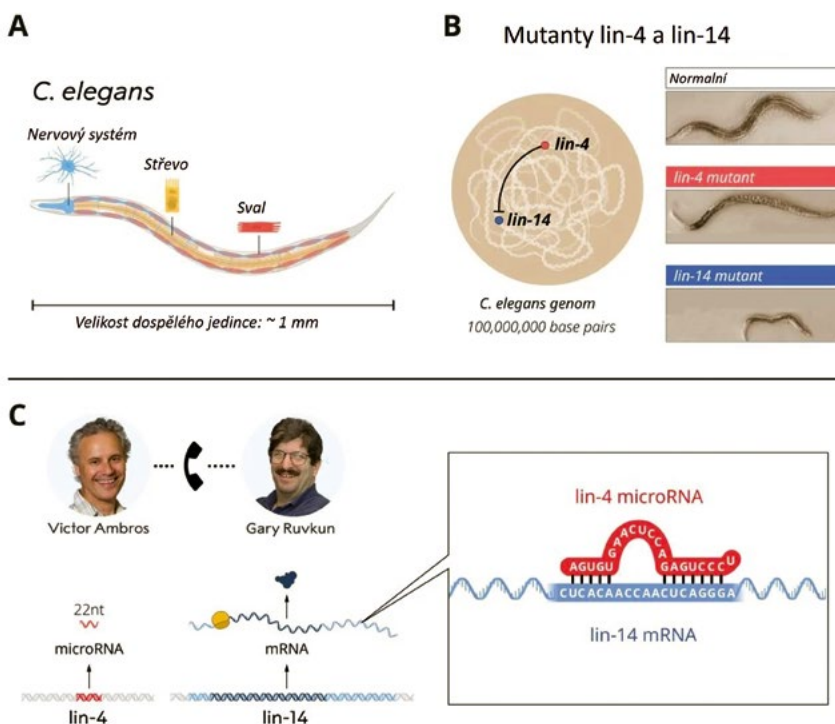 A
C. elegans
Nervový systém
Střevo
Sval
Velikost dospělého jedince: ~ 1 mm
B
Mutanty lin-4 a lin-14
lin-4
lin-14
C. elegans genom
100,000,000 base pairs
Normalní
lin-4 mutant
lin-14 mutant
C
Victor Ambros
Gary Ruvkun
22nt
microRNA
lin-4
mRNA
lin-14
lin-4 microRNA
AGUGUGAACUCCAGAGUCCCU
CUCACAACCAACUCAGGGA
lin-14 mRNA